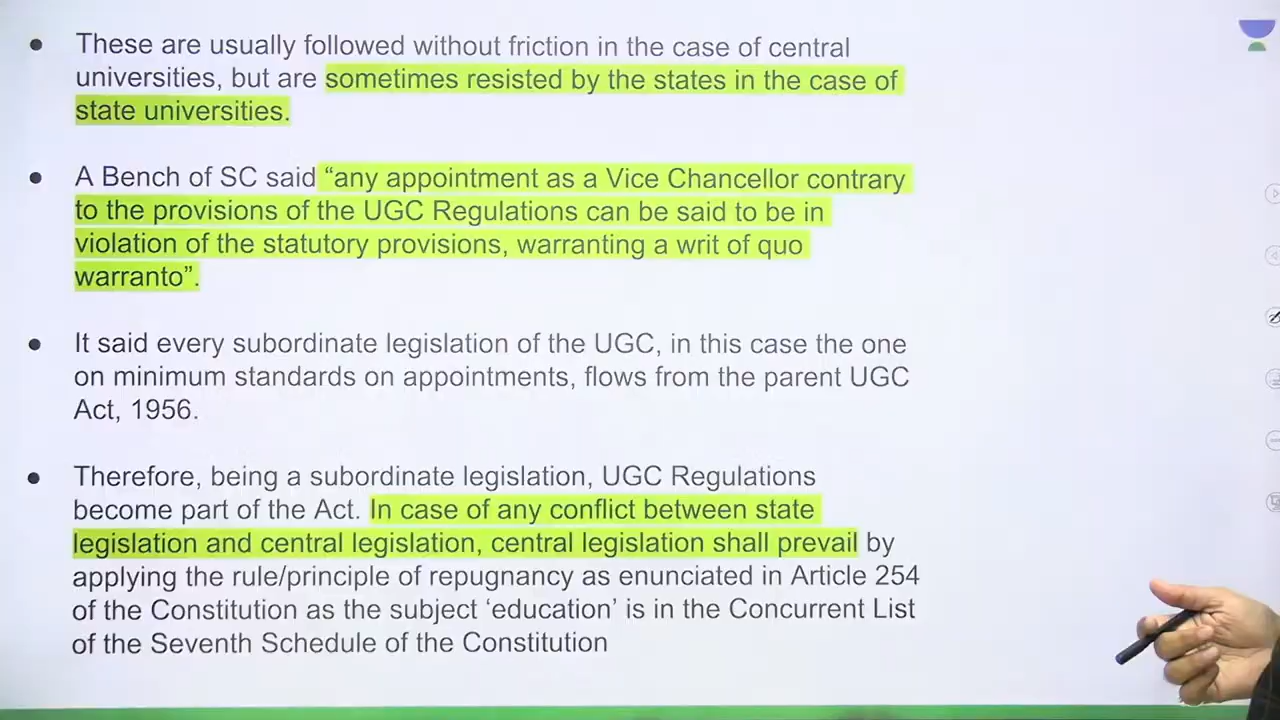 • These are usually followed without friction in the case of central
universities, but are sometimes resisted by the states in the case of
state universities.
• A Bench of SC said “any appointment as a Vice Chancellor contrary
to the provisions of the UGC Regulations can be said to be in
violation of the statutory provisions, warranting a writ of quo
warranto”.
• It said every subordinate legislation of the UGC, in this case the one
on minimum standards on appointments, flows from the parent UGC
Act, 1956.
• Therefore, being a subordinate legislation, UGC Regulations
become part of the Act. In case of any conflict between state
legislation and central legislation, central legislation shall prevail by
applying the rule/principle of repugnancy as enunciated in Article 254
of the Constitution as the subject ‘education’ is in the Concurrent List
of the Seventh Schedule of the Constitution